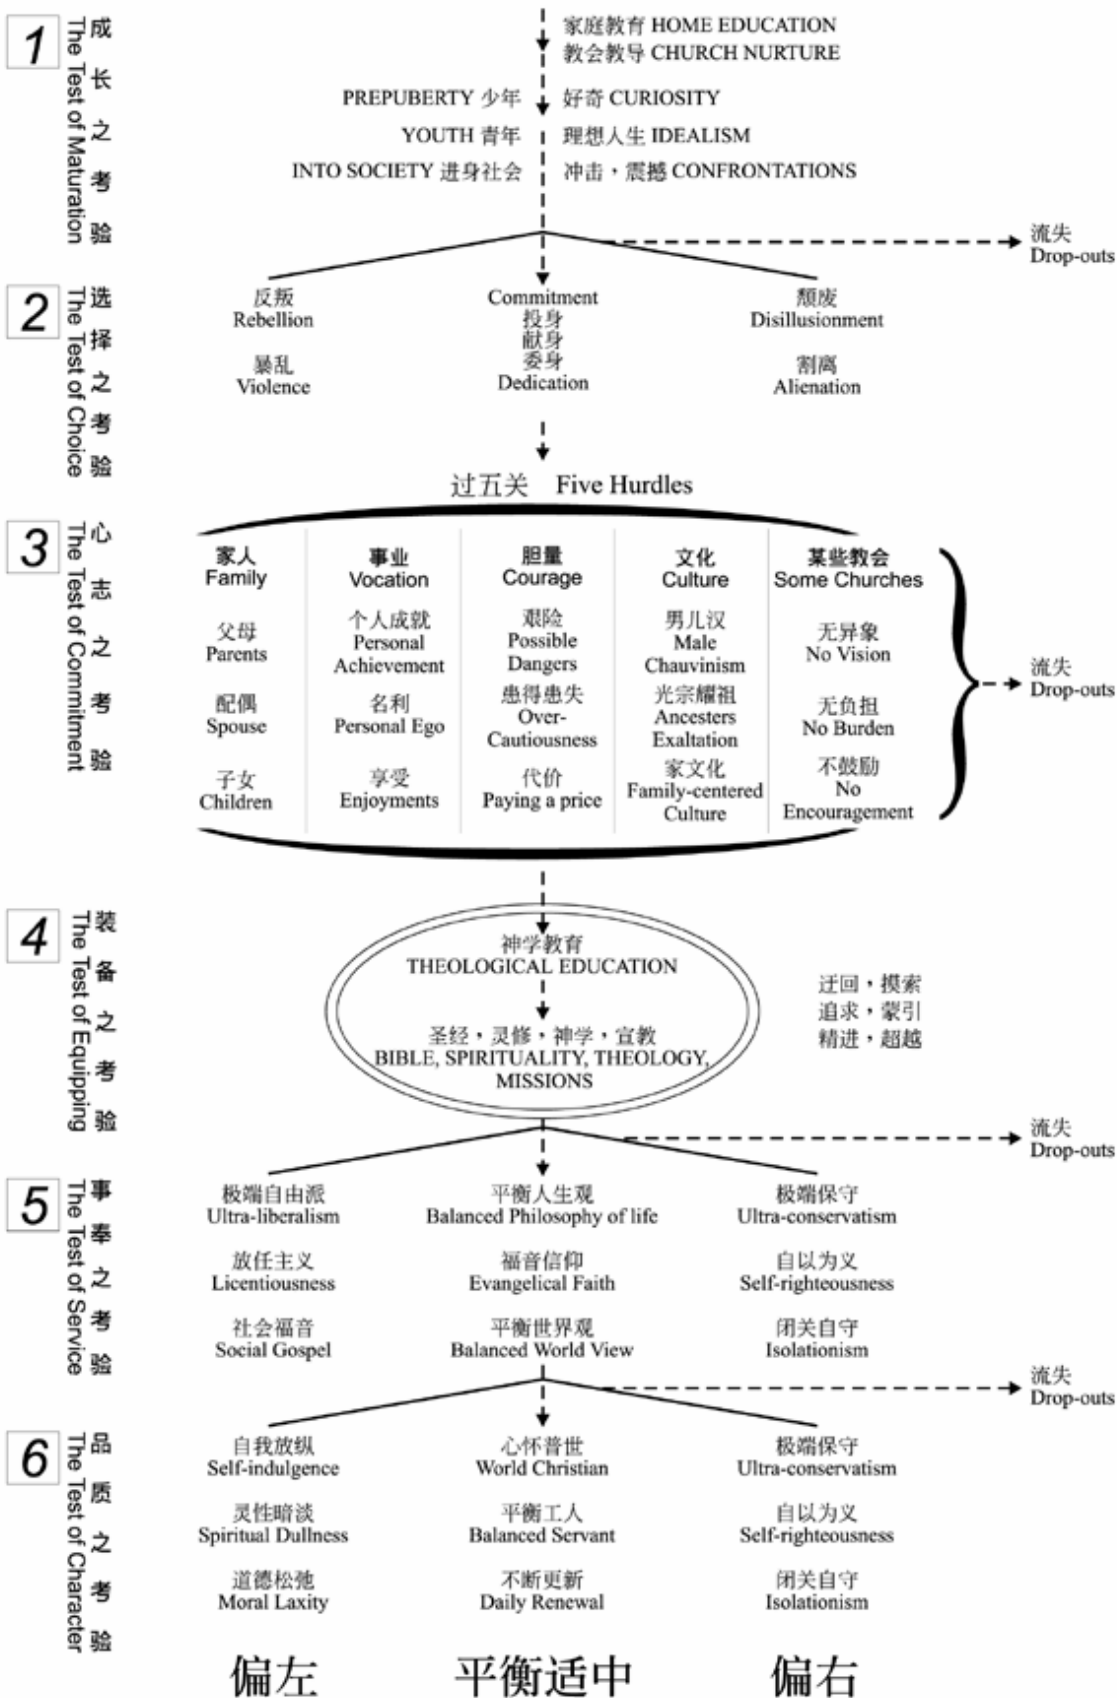 1
成长之考验
The Test of Maturation
家庭教育 HOME EDUCATION
教会教导 CHURCH NURTURE
PREPUBERTY 少年
好奇 CURIOSITY
YOUTH 青年
理想人生 IDEALISM
INTO SOCIETY 进身社会
冲击，震撼 CONFRONTATIONS
流失
Drop-outs
2
选择之考验
The Test of Choice
反叛
Rebellion
暴乱
Violence
Commitment
投身
献身
委身
Dedication
颓废
Disillusionment
割离
Alienation
过五关 Five Hurdles
3
心志之考验
The Test of Commitment
家人
Family
父母
Parents
配偶
Spouse
子女
Children
事业
Vocation
个人成就
Personal
Achievement
名利
Personal Ego
享受
Enjoyments
胆量
Courage
艰险
Possible
Dangers
患得患失
Over-
Cautiousness
代价
Paying a price
文化
Culture
男儿汉
Male
Chauvinism
光宗耀祖
Ancesters
Exaltation
家文化
Family-centered
Culture
某些教会
Some Churches
无异象
No Vision
无负担
No Burden
不鼓励
No
Encouragement
流失
Drop-outs
4
装备之考验
The Test of Equipping
神学教育
THEOLOGICAL EDUCATION
圣经，灵修，神学，宣教
BIBLE, SPIRITUALITY, THEOLOGY,
MISSIONS
迂回，摸索
追求，蒙引
精进，超越
流失
Drop-outs
5
事奉之考验
The Test of Service
极端自由派
Ultra-liberalism
放任主义
Licentiousness
社会福音
Social Gospel
平衡人生观
Balanced Philosophy of life
福音信仰
Evangelical Faith
平衡世界观
Balanced World View
极端保守
Ultra-conservatism
自以为义
Self-righteousness
闭关自守
Isolationism
流失
Drop-outs
6
品质之考验
The Test of Character
自我放纵
Self-indulgence
灵性暗淡
Spiritual Dullness
道德松弛
Moral Laxity
心怀普世
World Christian
平衡工人
Balanced Servant
不断更新
Daily Renewal
极端保守
Ultra-conservatism
自以为义
Self-righteousness
闭关自守
Isolationism
偏左
平衡适中
偏右